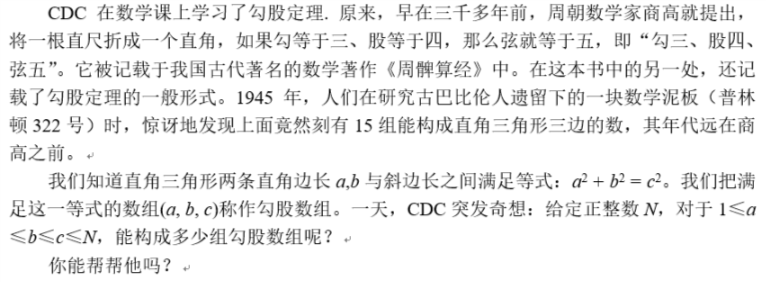 CDC 在数学课上学习了勾股定理. 原来，早在三千多年前，周朝数学家商高就提出，
将一根直尺折成一个直角，如果勾等于三、股等于四，那么弦就等于五，即“勾三、股四、
弦五”。它被记载于我国古代著名的数学著作《周髀算经》中。在这本书中的另一处，还记
载了勾股定理的一般形式。1945 年，人们在研究古巴比伦人遗留下的一块数学泥板（普林
顿 322 号）时，惊讶地发现上面竟然刻有 15 组能构成直角三角形三边的数，其年代远在商
高之前。
我们知道直角三角形两条直角边长 a,b 与斜边长之间满足等式：a² + b² = c²。我们把满
足这一等式的数组(a, b, c)称作勾股数组。一天，CDC 突发奇想：给定正整数 N，对于 1≤a
≤b≤c≤N，能构成多少组勾股数组呢？
你能帮帮他吗？